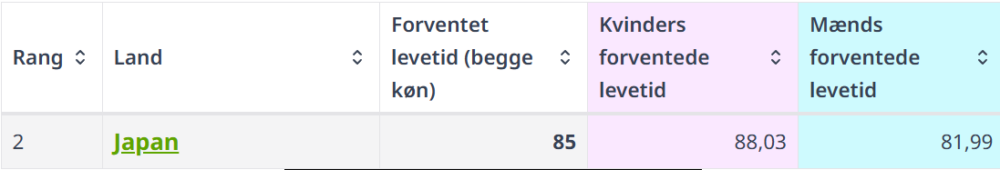 Rang Land Forventet levetid (begge køn) Kvinders forventede levetid Mænds forventede levetid
2 Japan 85 88,03 81,99